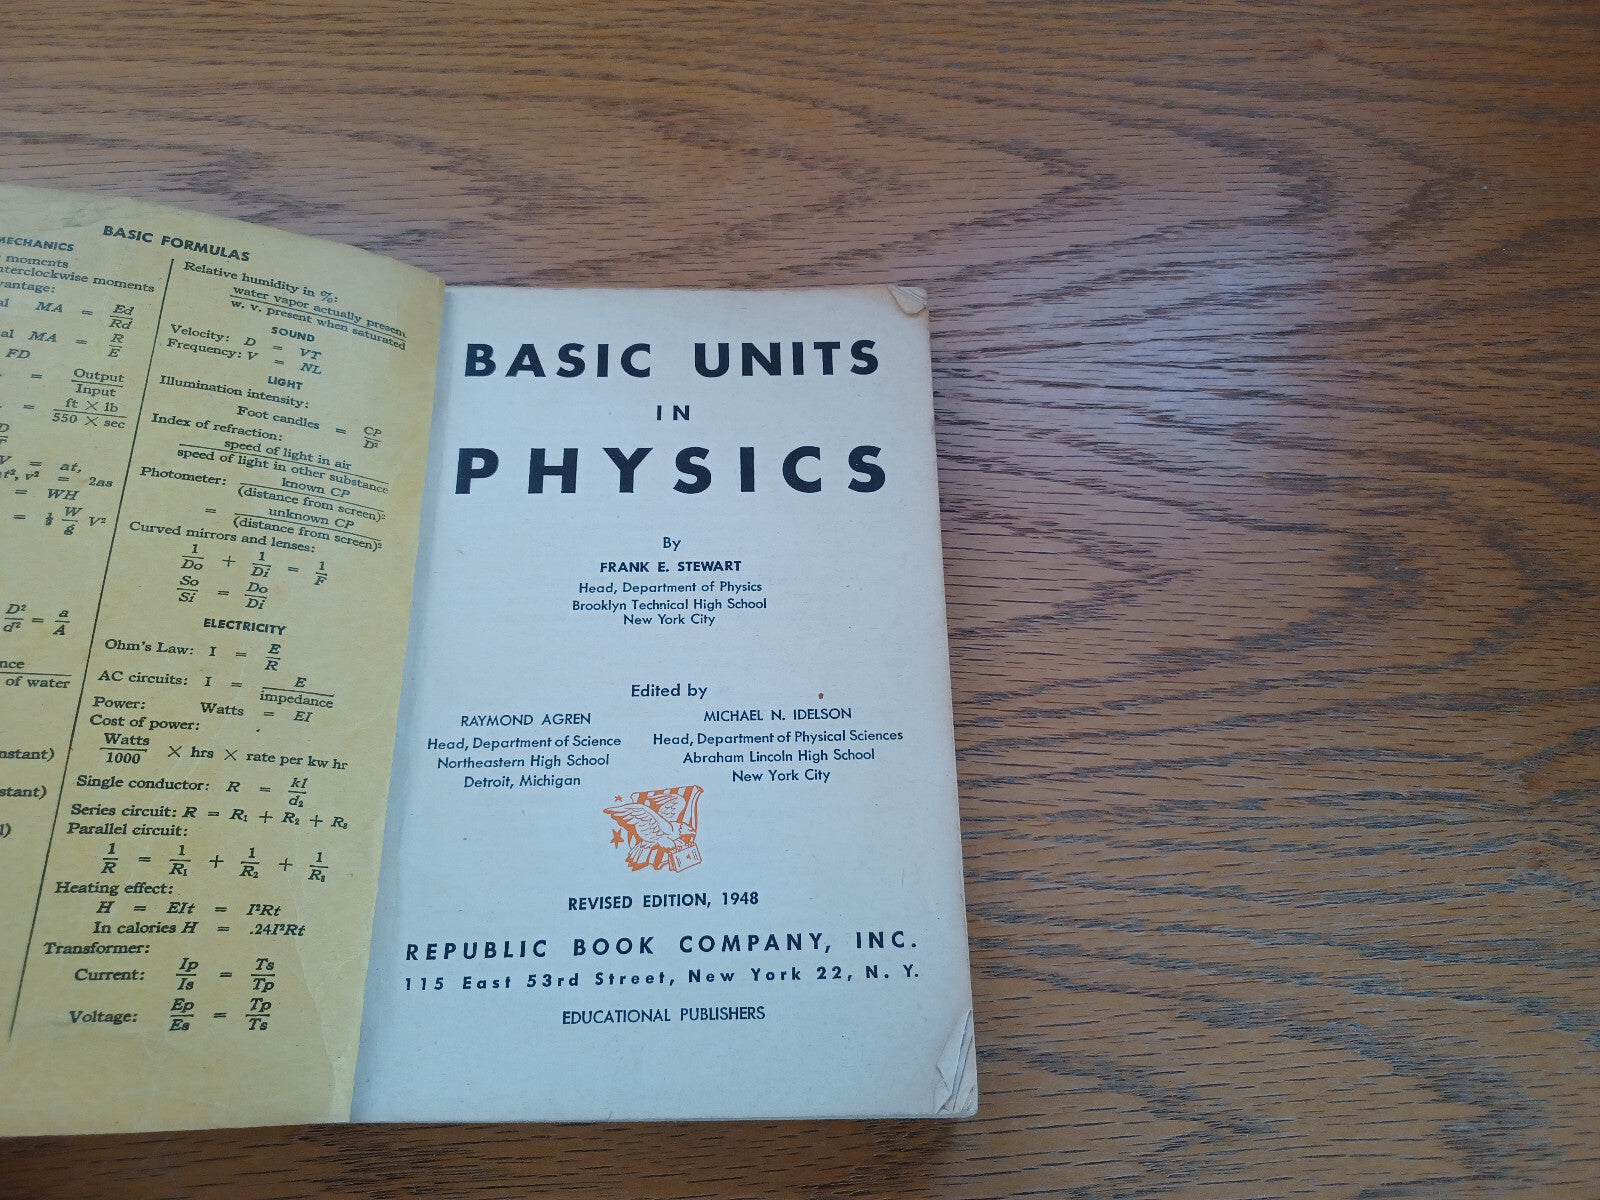 BASIC FORMULAS
MECHANICS
moments
counterclockwise moments
MA = Ed/Rd
MA = R/E
FD
= Output/Input
= ft × lb/550 × sec
V = at,
v² = 2as
= WH
= ½ W/g V²
D²/d² = a/A
of water
Relative humidity in %:
water vapor actually present
w. v. present when saturated
SOUND
Velocity: D = VT
Frequency: V = NL
LIGHT
Illumination intensity:
Foot candles = CP/D²
Index of refraction:
speed of light in air
speed of light in other substance
Photometer: known CP/(distance from screen)²
= unknown CP/(distance from screen)²
Curved mirrors and lenses:
1/Do + 1/Di = 1/F
So/Si = Do/Di
ELECTRICITY
Ohm's Law: I = E/R
AC circuits: I = E/impedance
Power: Watts = EI
Cost of power:
Watts/1000 × hrs × rate per kw hr
Single conductor: R = kl/d₂
Series circuit: R = R₁ + R₂ + R₃
Parallel circuit:
1/R = 1/R₁ + 1/R₂ + 1/R₃
Heating effect:
H = EIt = I²Rt
In calories H = .24I²Rt
Transformer:
Current: Ip/Is = Ts/Tp
Voltage: Ep/Es = Tp/Ts
BASIC UNITS
IN
PHYSICS
By
FRANK E. STEWART
Head, Department of Physics
Brooklyn Technical High School
New York City
Edited by
RAYMOND AGREN
Head, Department of Science
Northeastern High School
Detroit, Michigan
MICHAEL N. IDELSON
Head, Department of Physical Sciences
Abraham Lincoln High School
New York City
REVISED EDITION, 1948
REPUBLIC BOOK COMPANY, INC.
115 East 53rd Street, New York 22, N. Y.
EDUCATIONAL PUBLISHERS